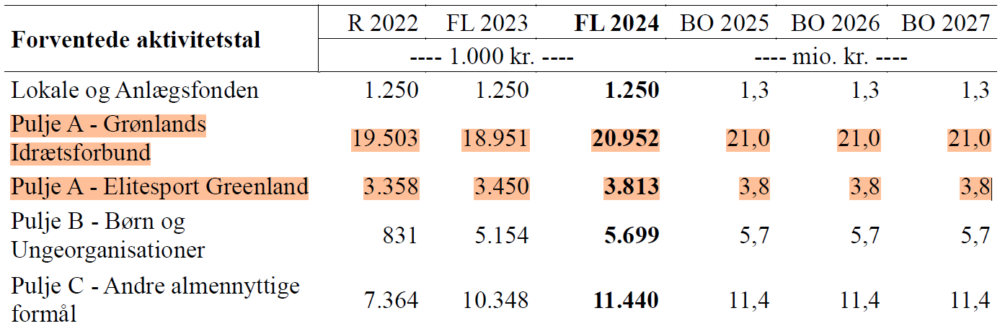 R 2022 FL 2023 FL 2024 BO 2025 BO 2026 BO 2027
Forventede aktivitetstal
---- 1.000 kr. ---- ---- mio. kr. ----
Lokale og Anlægsfonden 1.250 1.250 1.250 1,3 1,3 1,3
Pulje A - Grønlands
Idrætsforbund 19.503 18.951 20.952 21,0 21,0 21,0
Pulje A - Elitesport Greenland 3.358 3.450 3.813 3,8 3,8 3,8
Pulje B - Børn og
Ungeorganisationer 831 5.154 5.699 5,7 5,7 5,7
Pulje C - Andre almennyttige
formål 7.364 10.348 11.440 11,4 11,4 11,4